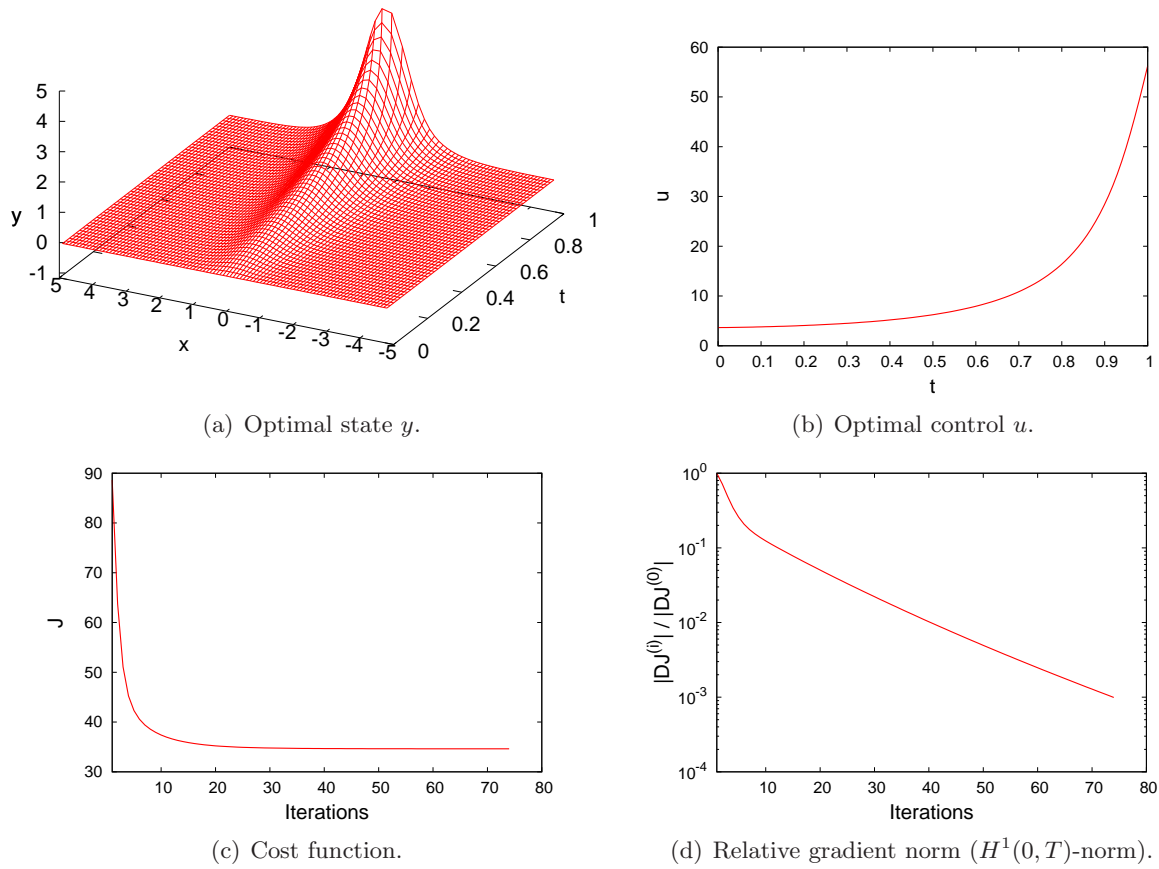 5
4
3
2
1
0
-1
y
5 4 3 2 1 0 -1 -2 -3 -4 -5
x
0 0.2 0.4 0.6 0.8 1
t
(a) Optimal state y.
60
50
40
30
20
10
0
u
0 0.1 0.2 0.3 0.4 0.5 0.6 0.7 0.8 0.9 1
t
(b) Optimal control u.
90
80
70
60
50
40
30
J
10 20 30 40 50 60 70 80
Iterations
(c) Cost function.
10^0
10^-1
10^-2
10^-3
10^-4
|DJ^(i)| / |DJ^(0)|
10 20 30 40 50 60 70 80
Iterations
(d) Relative gradient norm (H^1(0, T)-norm).